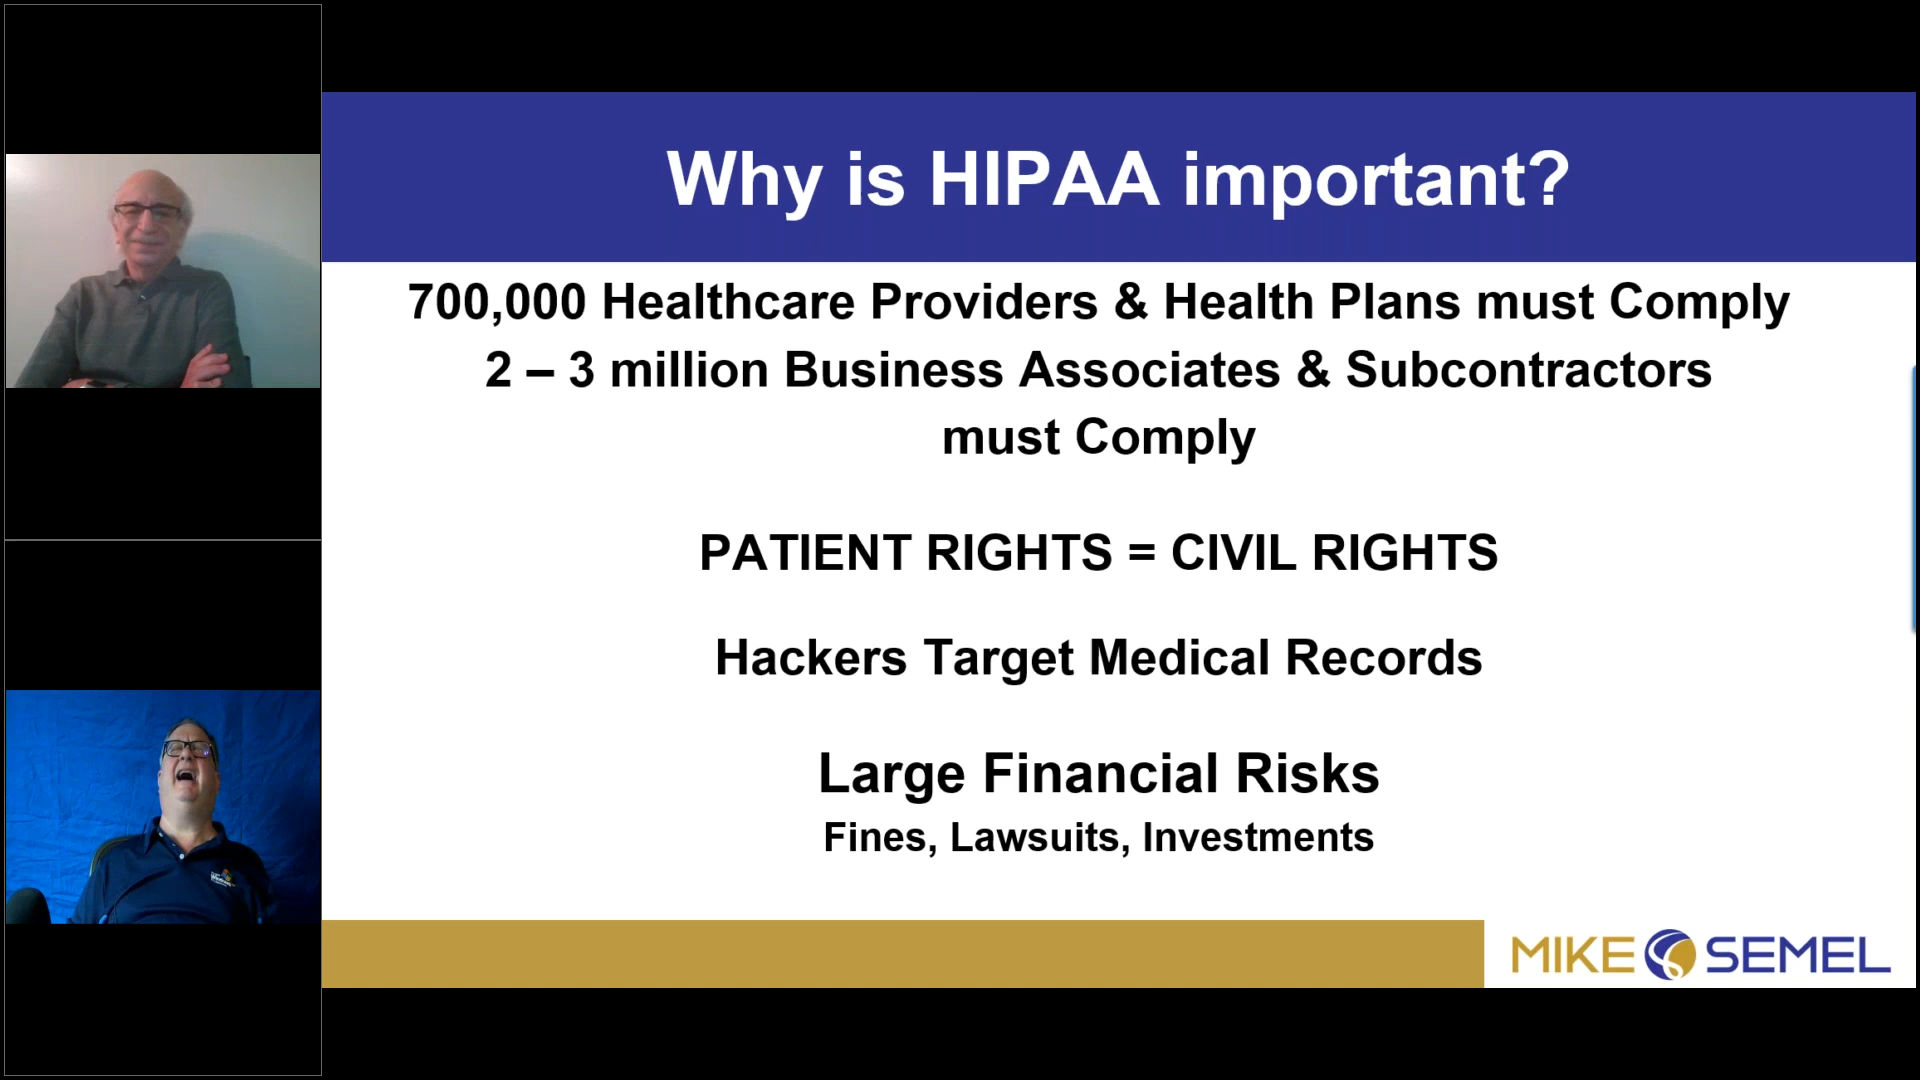 Why is HIPAA important?
700,000 Healthcare Providers & Health Plans must Comply
2 – 3 million Business Associates & Subcontractors
must Comply
PATIENT RIGHTS = CIVIL RIGHTS
Hackers Target Medical Records
Large Financial Risks
Fines, Lawsuits, Investments
MIKE SEMEL